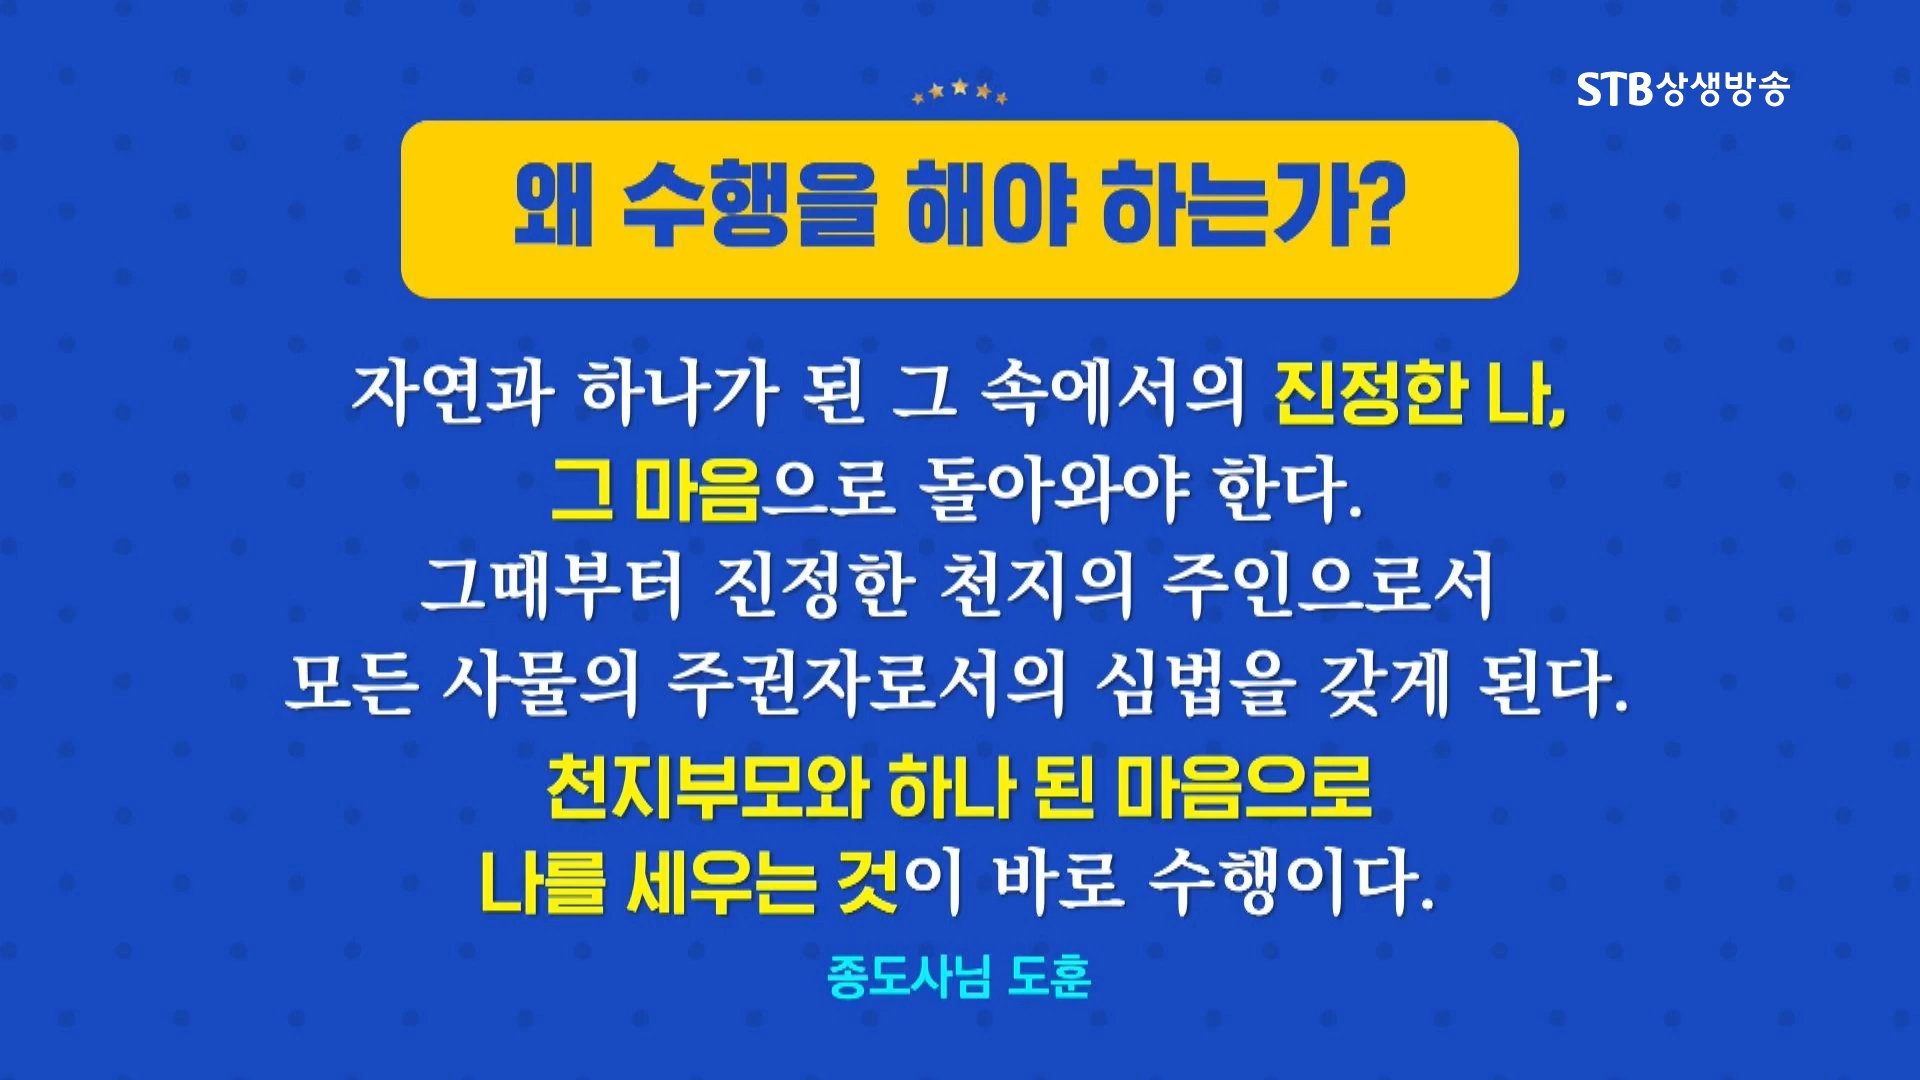 STB상생방송
왜 수행을 해야 하는가?
자연과 하나가 된 그 속에서의 진정한 나,
그 마음으로 돌아와야 한다.
그때부터 진정한 천지의 주인으로서
모든 사물의 주권자로서의 심법을 갖게 된다.
천지부모와 하나 된 마음으로
나를 세우는 것이 바로 수행이다.
종도사님 도훈